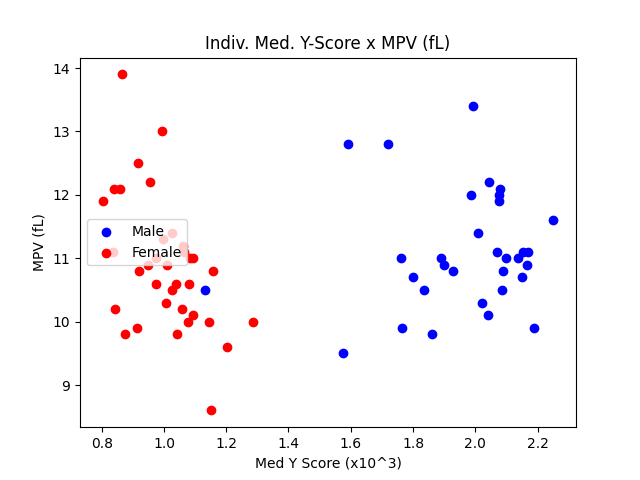 Indiv. Med. Y-Score x MPV (fL)
14
13
12
11
10
9
MPV (fL)
Male
Female
0.8 1.0 1.2 1.4 1.6 1.8 2.0 2.2
Med Y Score (x10^3)